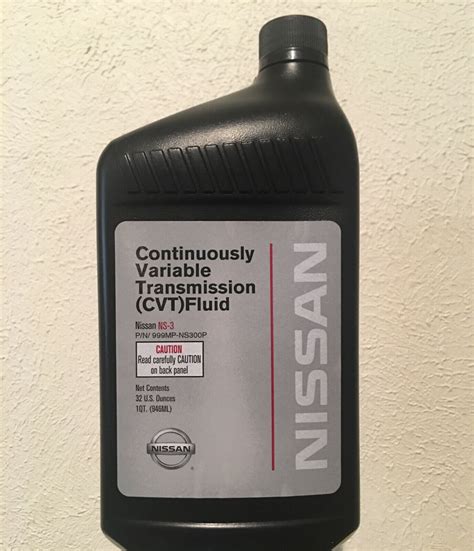 Continuously
Variable
Transmission
(CVT)Fluid
Nissan NS-3
P/N/ 999MP-NS300P
CAUTION
Read carefully CAUTION
on back panel
Net Contents
32 U.S. Ounces
1QT. (946ML)
NISSAN
NISSAN